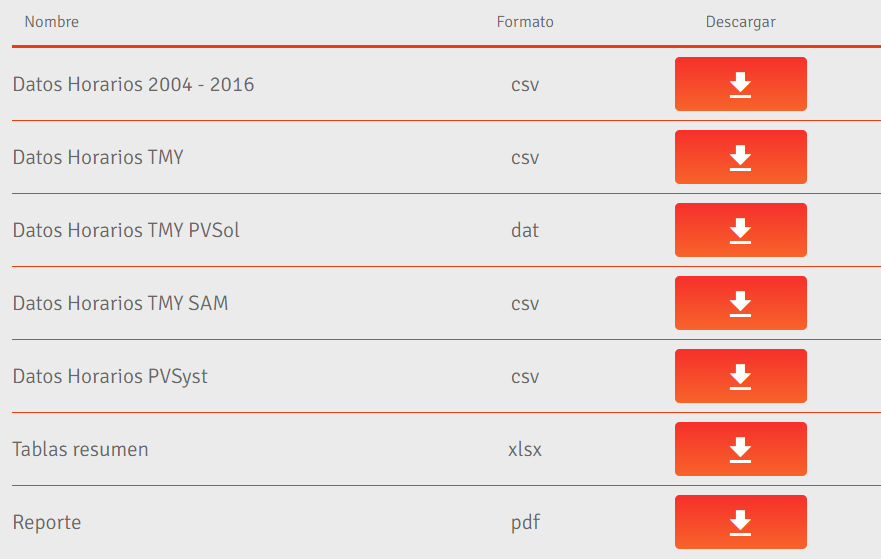 Nombre Formato Descargar
Datos Horarios 2004 - 2016 csv
Datos Horarios TMY csv
Datos Horarios TMY PVSol dat
Datos Horarios TMY SAM csv
Datos Horarios PVSyst csv
Tablas resumen xlsx
Reporte pdf